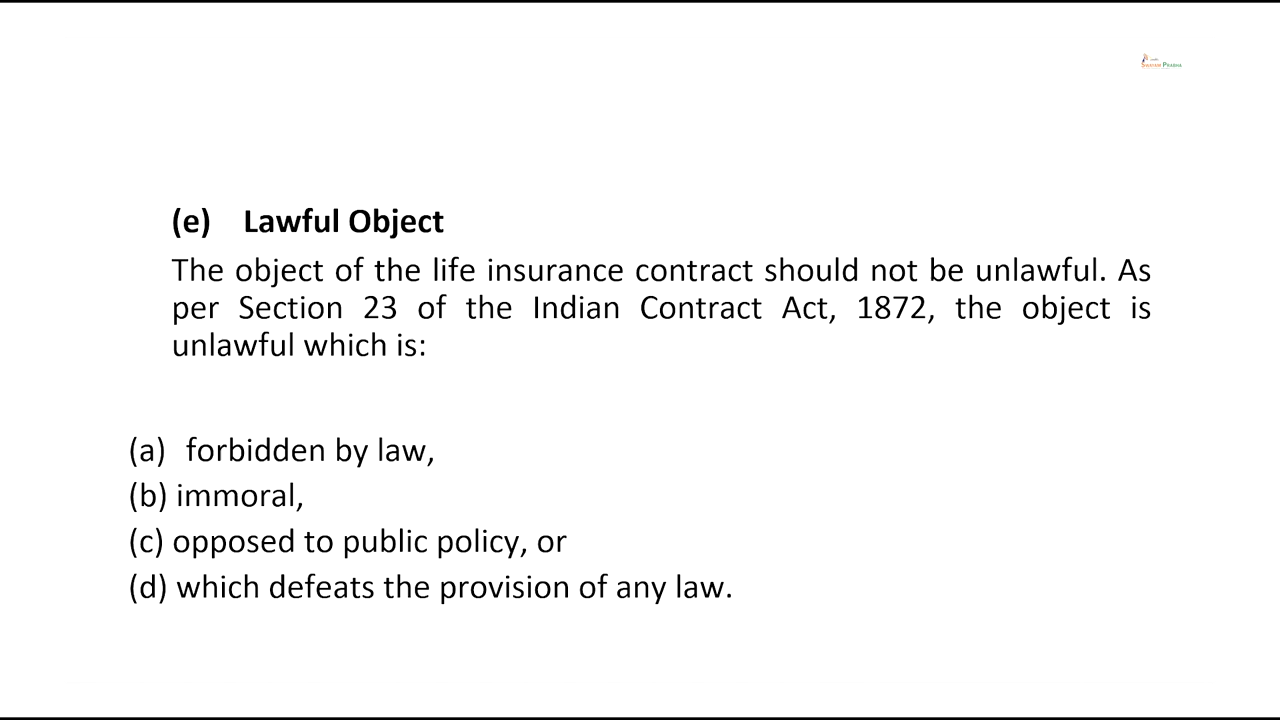 Swayam Prabha
(e) Lawful Object
The object of the life insurance contract should not be unlawful. As
per Section 23 of the Indian Contract Act, 1872, the object is
unlawful which is:
(a) forbidden by law,
(b) immoral,
(c) opposed to public policy, or
(d) which defeats the provision of any law.